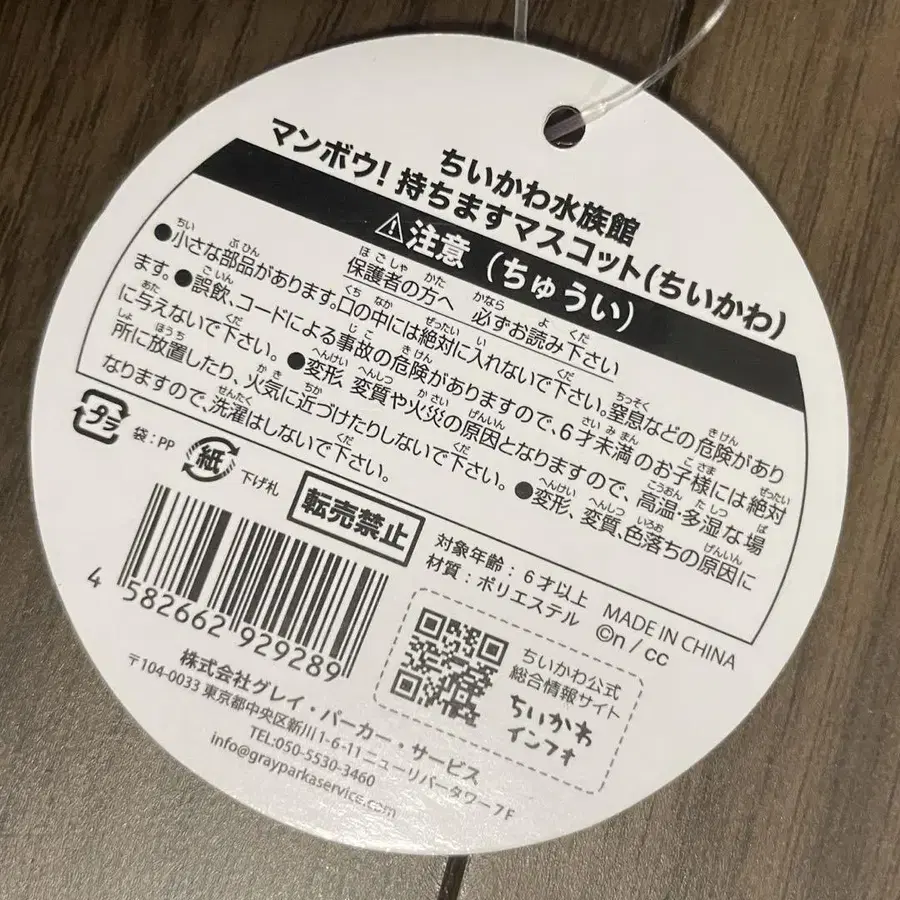 ちいかわ水族館
マンボウ！持ちますマスコット（ちいかわ）
⚠注意（ちゅうい）
保護者の方へ 必ずお読み下さい
●小さな部品があります。口の中には絶対に入れないで下さい。窒息などの危険があり
ます。●誤飲、コードによる事故の危険がありますので、6才未満のお子様には絶対
に与えないで下さい。●変形、変質や火災の原因となりますので、高温・多湿な場
所に放置したり、火気に近づけたりしないで下さい。●変形、変質、色落ちの原因に
なりますので、洗濯はしないで下さい。
プラ 袋：PP
紙 下げ札
転売禁止
対象年齢：6才以上
材質：ポリエステル
MADE IN CHINA
©n / cc
4 582662 929289
ちいかわ公式
総合情報サイト
ちいかわ
インフォ
株式会社グレイ・パーカー・サービス
〒104-0033 東京都中央区新川1-6-11 ニューリバータワー7F
TEL:050-5530-3460
info@grayparkaservice.com